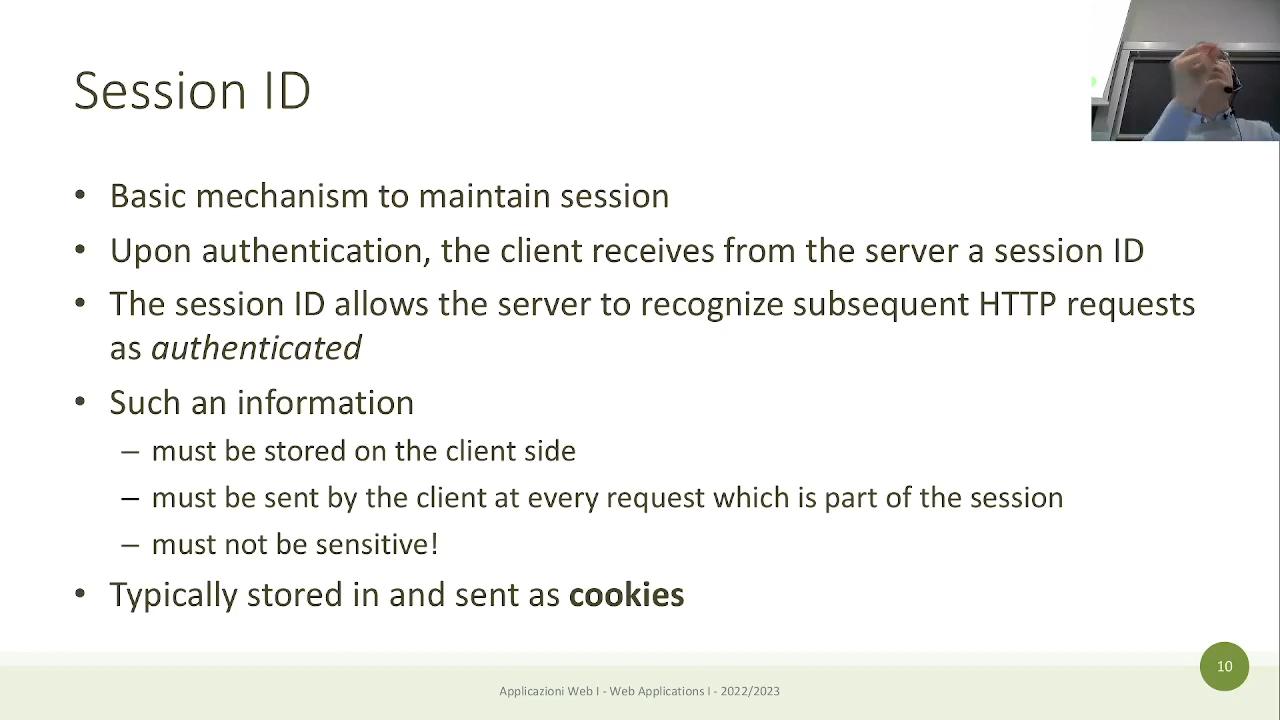 Session ID
• Basic mechanism to maintain session
• Upon authentication, the client receives from the server a session ID
• The session ID allows the server to recognize subsequent HTTP requests
as authenticated
• Such an information
– must be stored on the client side
– must be sent by the client at every request which is part of the session
– must not be sensitive!
• Typically stored in and sent as cookies
10
Applicazioni Web I - Web Applications I - 2022/2023